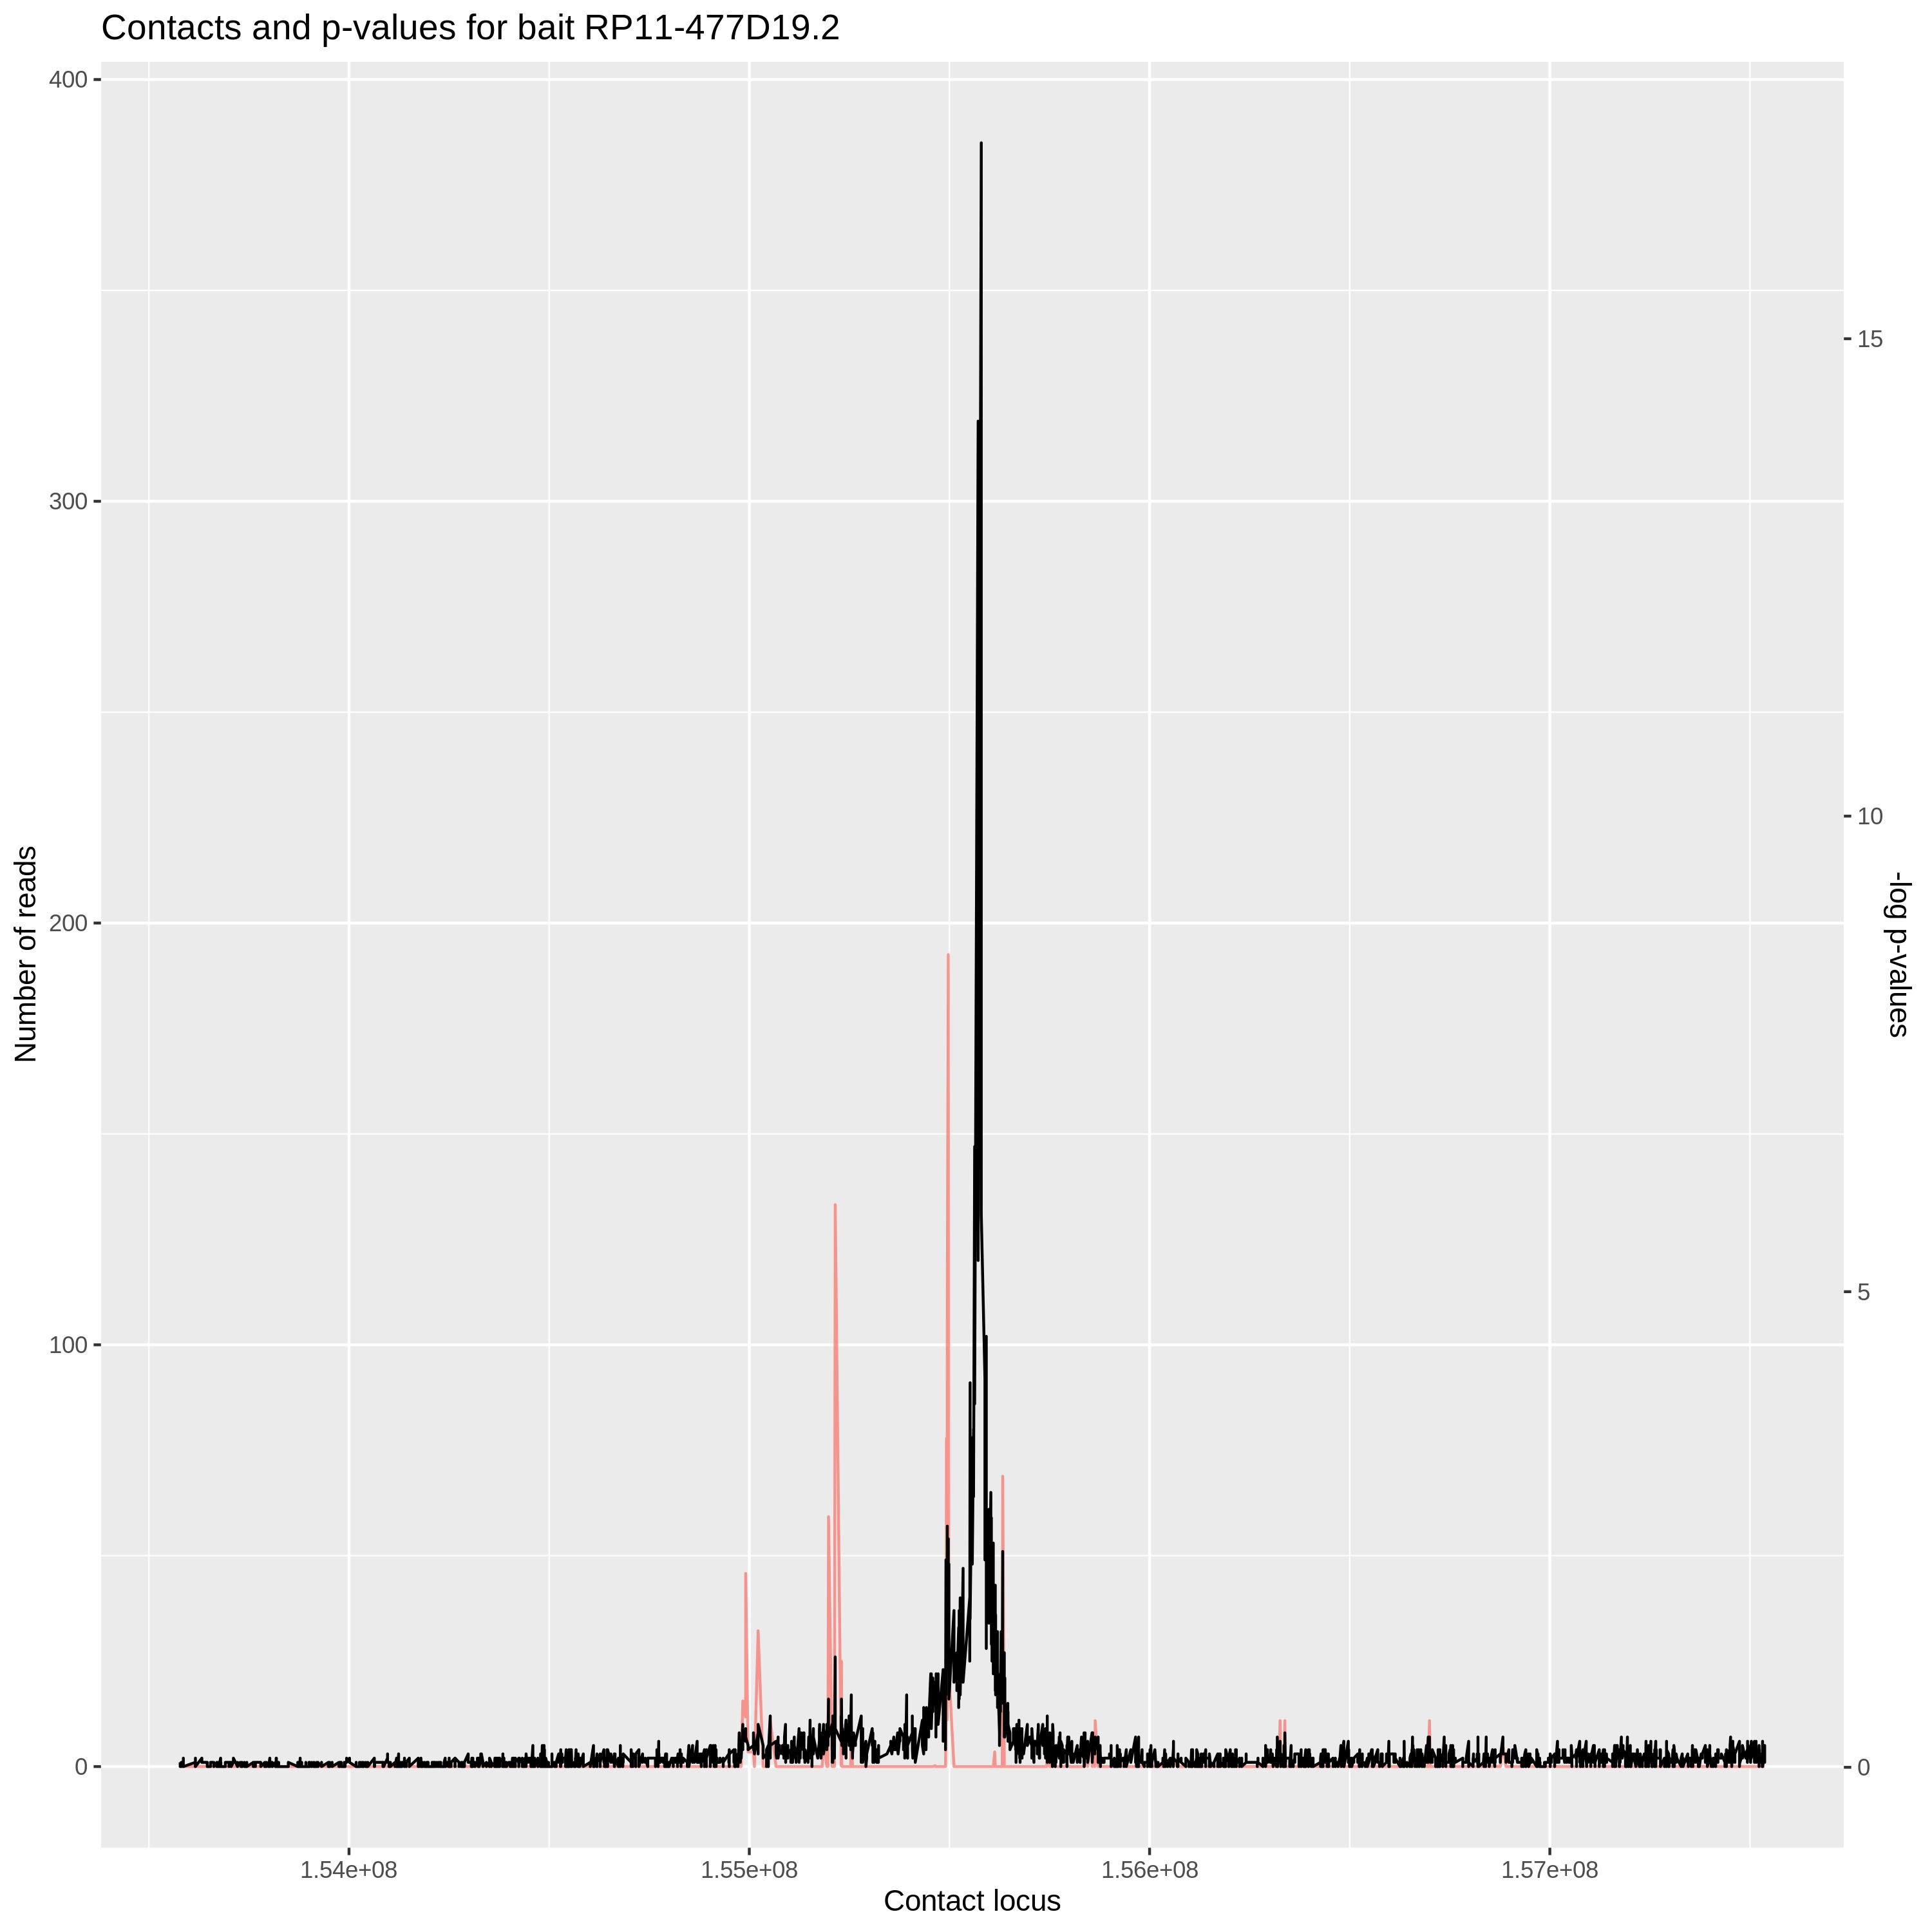 Contacts and p-values for bait RP11-477D19.2
400
300
200
100
0
Number of reads
15
10
5
0
-log p-values
1.54e+08
1.55e+08
1.56e+08
1.57e+08
Contact locus